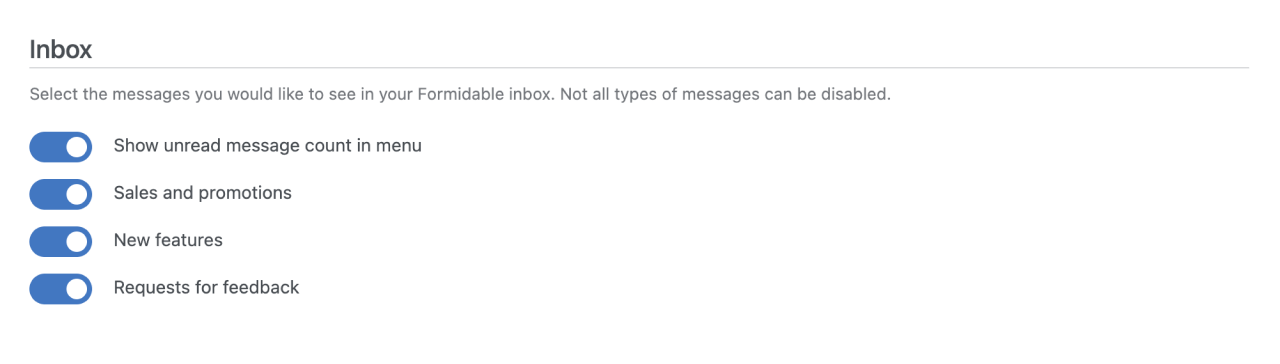 Inbox
Select the messages you would like to see in your Formidable inbox. Not all types of messages can be disabled.
Show unread message count in menu
Sales and promotions
New features
Requests for feedback